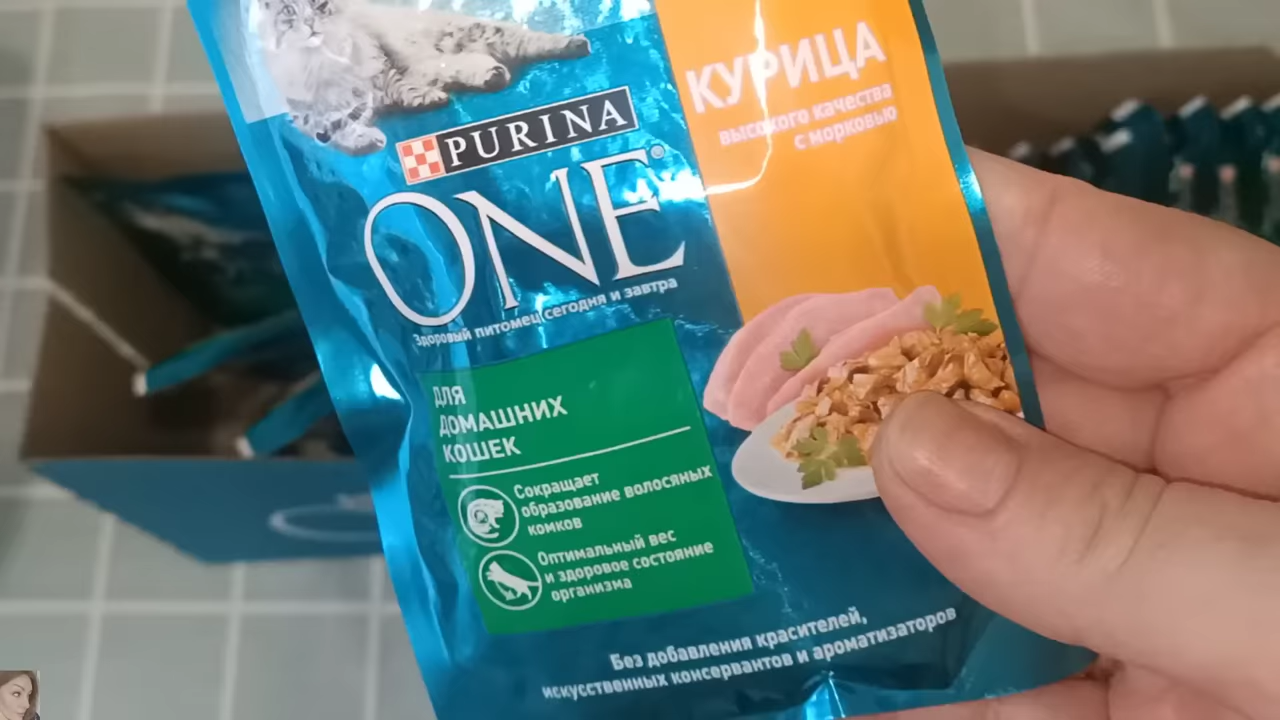 КУРИЦА
высокого качества
с морковью
PURINA
ONE®
Здоровый питомец сегодня и завтра
ДЛЯ
ДОМАШНИХ
КОШЕК
Сокращает
образование волосяных
комков
Оптимальный вес
и здоровое состояние
организма
Без добавления красителей,
искусственных консервантов и ароматизаторов